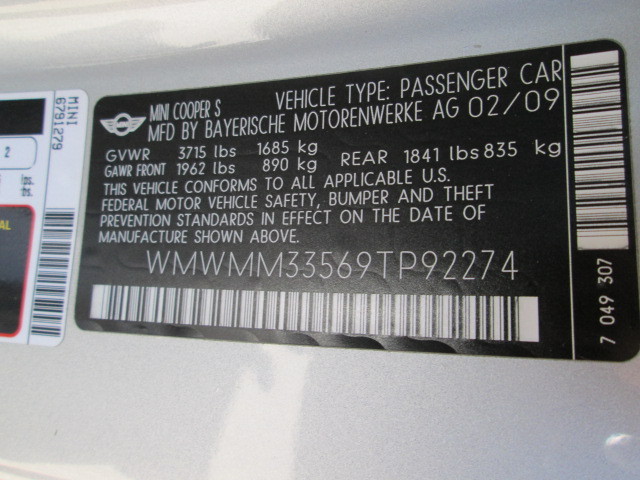 MINI COOPER S VEHICLE TYPE: PASSENGER CAR
MFD BY BAYERISCHE MOTORENWERKE AG 02/09
GVWR 3715 lbs 1685 kg
GAWR FRONT 1962 lbs 890 kg REAR 1841 lbs 835 kg
THIS VEHICLE CONFORMS TO ALL APPLICABLE U.S.
FEDERAL MOTOR VEHICLE SAFETY, BUMPER AND THEFT
PREVENTION STANDARDS IN EFFECT ON THE DATE OF
MANUFACTURE SHOWN ABOVE.
WMWMM33569TP92274
7 049 307
MINI
6791279
2
AL